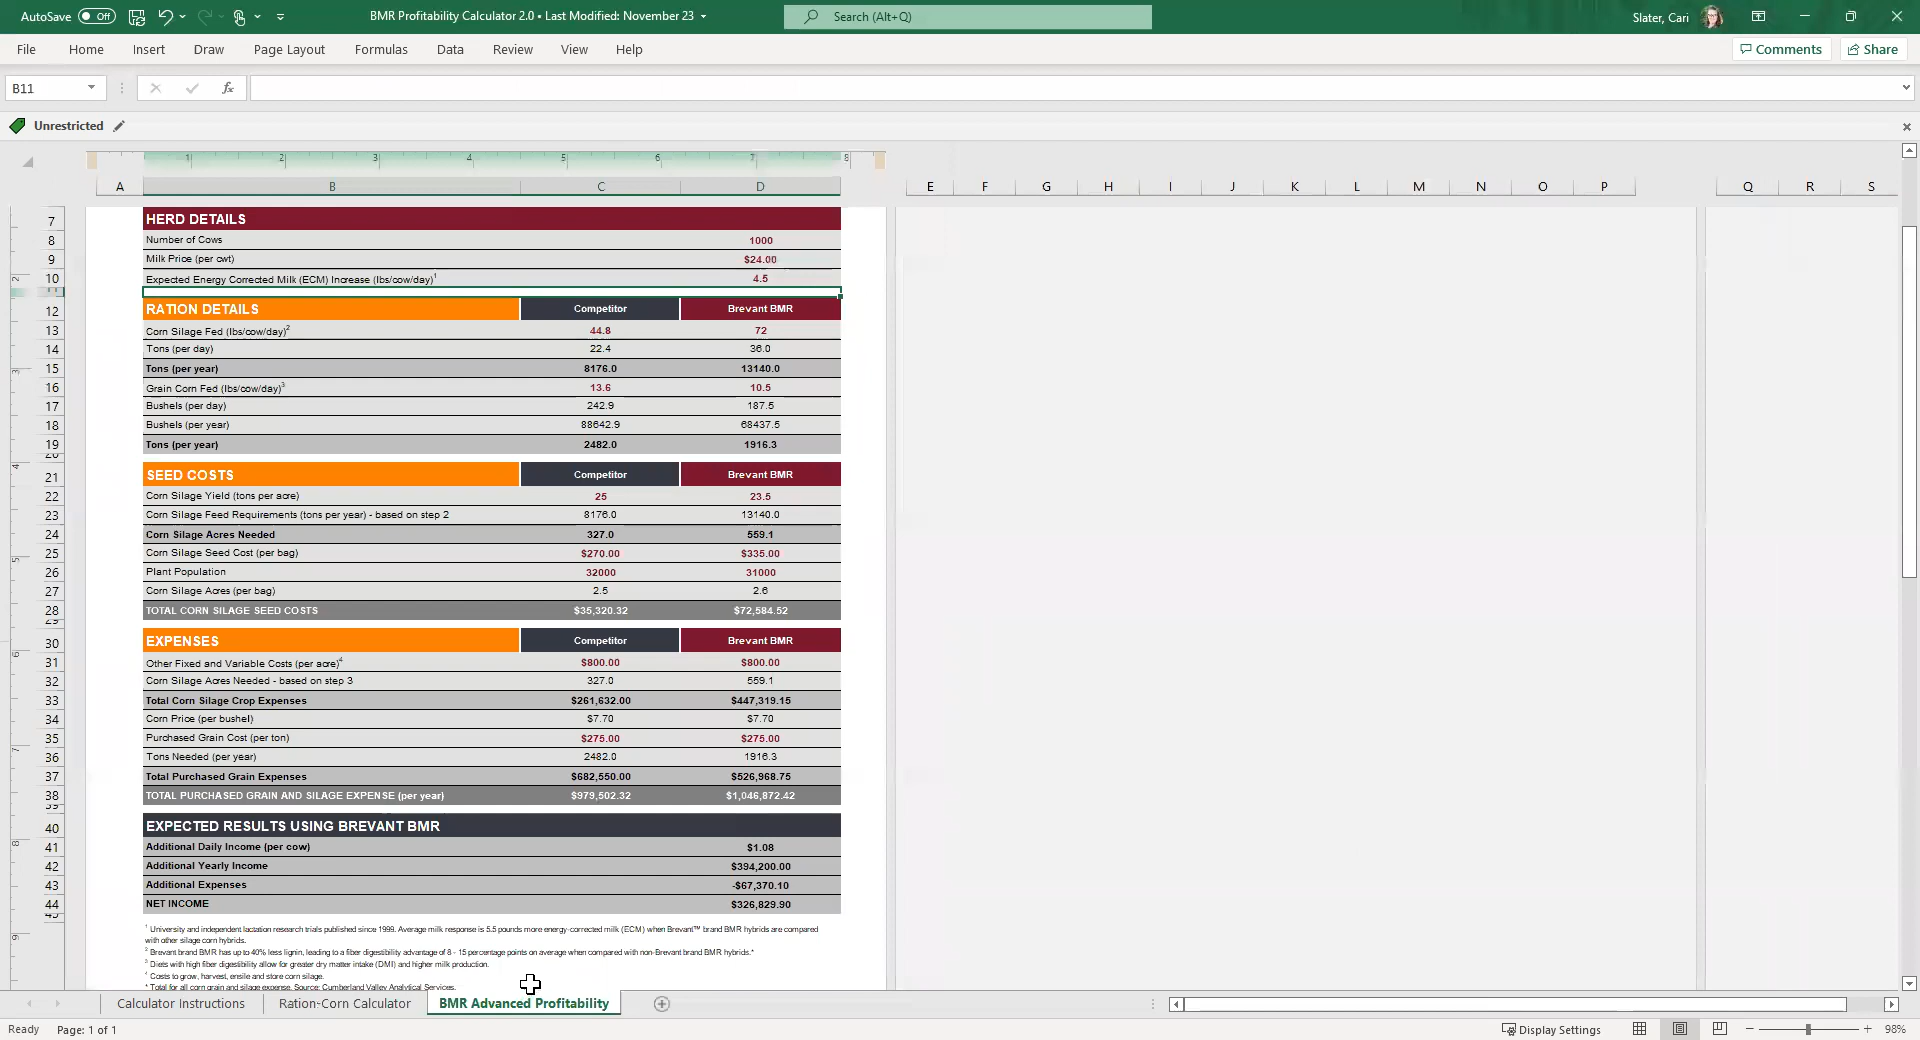 AutoSave Off BMR Profitability Calculator 2.0 • Last Modified: November 23 Search (Alt+Q) Slater, Cari
File Home Insert Draw Page Layout Formulas Data Review View Help Comments Share
B11 fx
Unrestricted
1 2 3 4 5 6 7 8
A B C D E F G H I J K L M N O P Q R S
7 HERD DETAILS
8 Number of Cows 1000
9 Milk Price (per cwt) $24.00
10 Expected Energy Corrected Milk (ECM) Increase (lbs/cow/day)1 4.5
11
12 RATION DETAILS Competitor Brevant BMR
13 Corn Silage Fed (lbs/cow/day)2 44.8 72
14 Tons (per day) 22.4 36.0
15 Tons (per year) 8176.0 13140.0
16 Grain Corn Fed (lbs/cow/day)3 13.6 10.5
17 Bushels (per day) 242.9 187.5
18 Bushels (per year) 88642.9 68437.5
19 Tons (per year) 2482.0 1916.3
20
21 SEED COSTS Competitor Brevant BMR
22 Corn Silage Yield (tons per acre) 25 23.5
23 Corn Silage Feed Requirements (tons per year) - based on step 2 8176.0 13140.0
24 Corn Silage Acres Needed 327.0 559.1
25 Corn Silage Seed Cost (per bag) $270.00 $335.00
26 Plant Population 32000 31000
27 Corn Silage Acres (per bag) 2.5 2.6
28 TOTAL CORN SILAGE SEED COSTS $35,320.32 $72,584.52
29
30 EXPENSES Competitor Brevant BMR
31 Other Fixed and Variable Costs (per acre)4 $800.00 $800.00
32 Corn Silage Acres Needed - based on step 3 327.0 559.1
33 Total Corn Silage Crop Expenses $261,632.00 $447,319.15
34 Corn Price (per bushel) $7.70 $7.70
35 Purchased Grain Cost (per ton) $275.00 $275.00
36 Tons Needed (per year) 2482.0 1916.3
37 Total Purchased Grain Expenses $682,550.00 $526,968.75
38 TOTAL PURCHASED GRAIN AND SILAGE EXPENSE (per year) $979,502.32 $1,046,872.42
39
40 EXPECTED RESULTS USING BREVANT BMR
41 Additional Daily Income (per cow) $1.08
42 Additional Yearly Income $394,200.00
43 Additional Expenses -$67,370.10
44 NET INCOME $326,829.90
45
1 University and independent lactation research trials published since 1999. Average milk response is 5.5 pounds more energy-corrected milk (ECM) when Brevant™ brand BMR hybrids are compared
with other silage corn hybrids.
2 Brevant brand BMR has up to 40% less lignin, leading to a fiber digestibility advantage of 8 - 15 percentage points on average when compared with non-Brevant brand BMR hybrids.*
3 Diets with high fiber digestibility allow for greater dry matter intake (DMI) and higher milk production.
4 Costs to grow, harvest, ensile and store corn silage.
* Total for all corn grain and silage expense. Source: Cumberland Valley Analytical Services.
Calculator Instructions Ration-Corn Calculator BMR Advanced Profitability
Ready Page: 1 of 1 Display Settings 98%